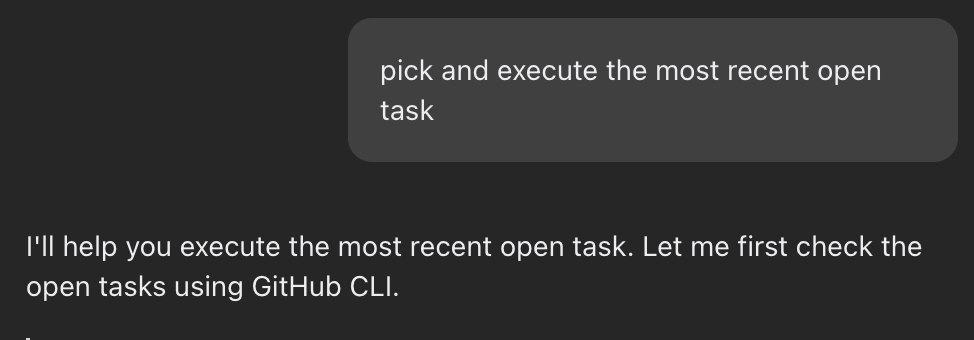 pick and execute the most recent open
task
I'll help you execute the most recent open task. Let me first check the
open tasks using GitHub CLI.